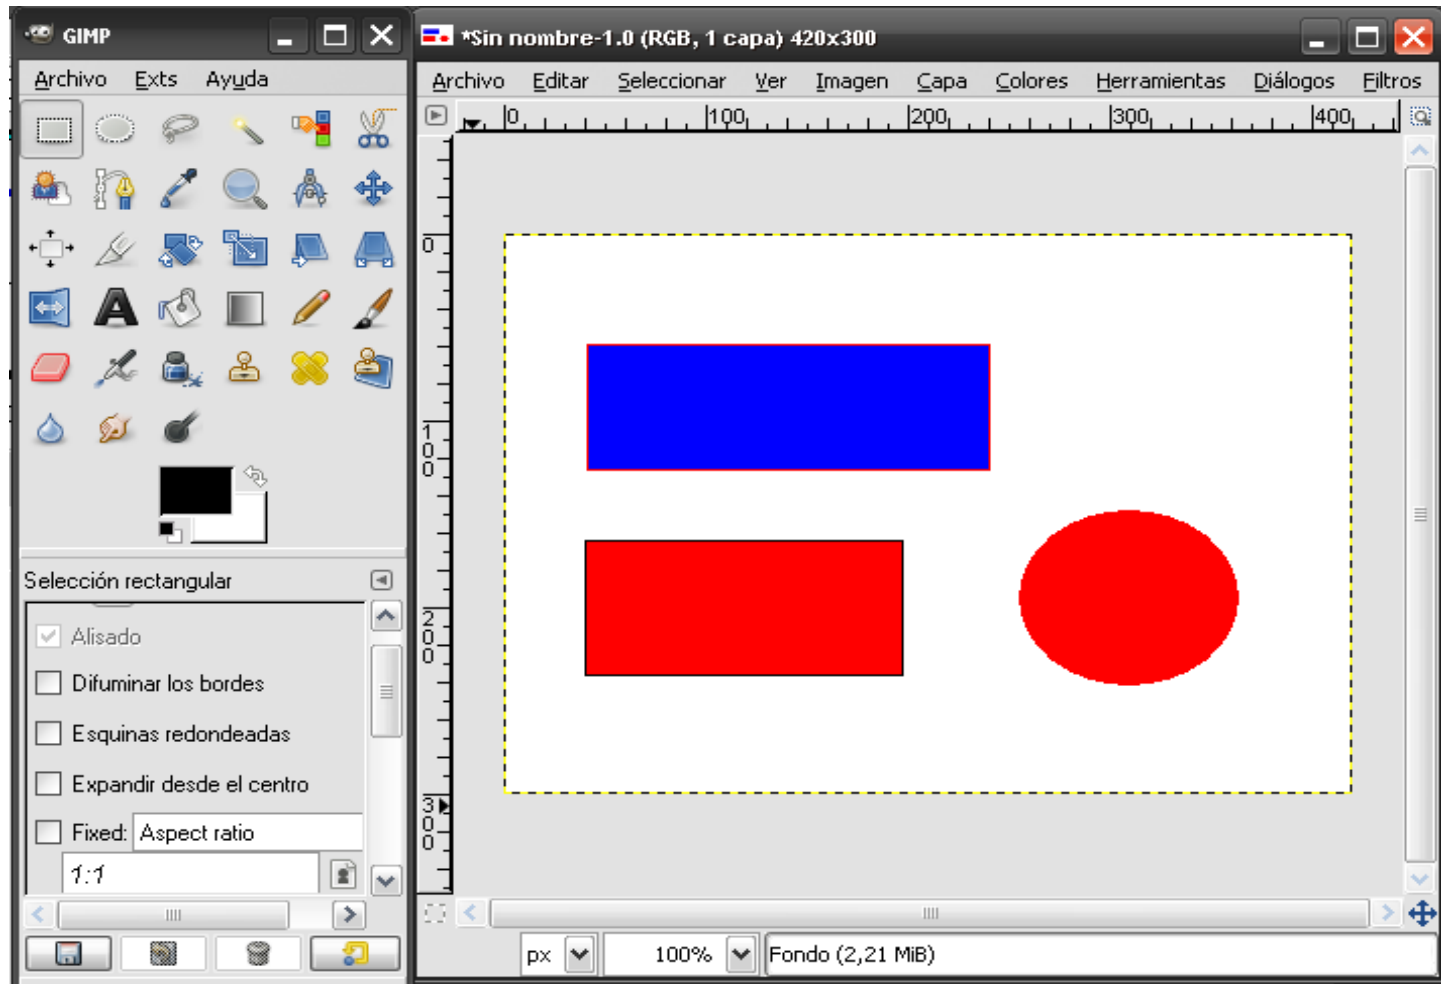 GIMP
Archivo Exts Ayuda
Selección rectangular
Alisado
Difuminar los bordes
Esquinas redondeadas
Expandir desde el centro
Fixed: Aspect ratio
1:1
*Sin nombre-1.0 (RGB, 1 capa) 420x300
Archivo Editar Seleccionar Ver Imagen Capa Colores Herramientas Diálogos Filtros
0 100 200 300 400
0
100
200
300
px 100% Fondo (2,21 MiB)